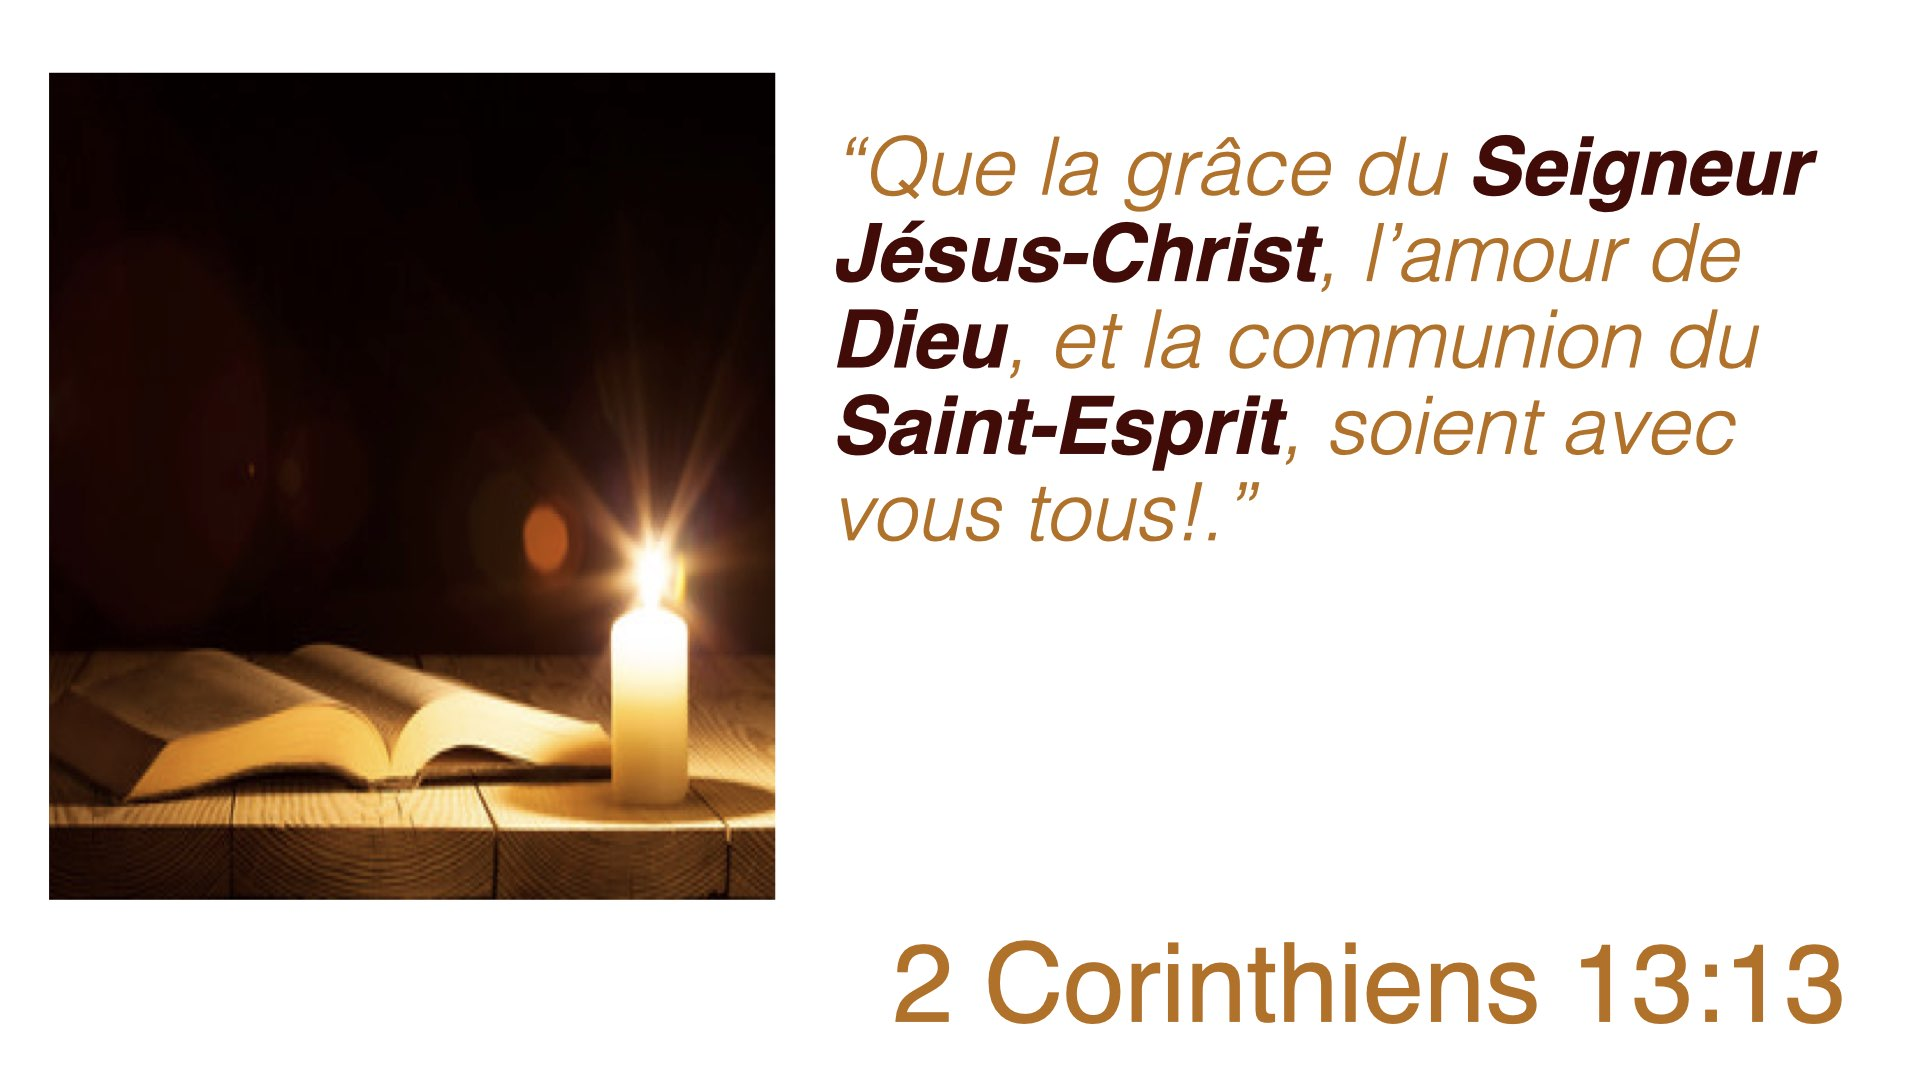 “Que la grâce du Seigneur
Jésus-Christ, l’amour de
Dieu, et la communion du
Saint-Esprit, soient avec
vous tous!.”
2 Corinthiens 13:13